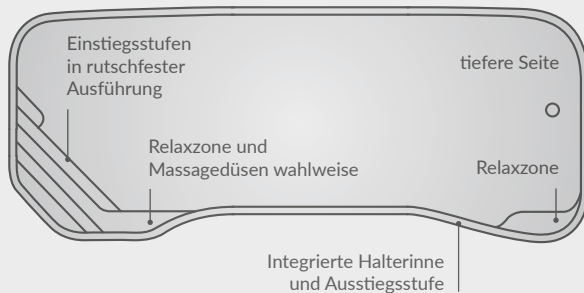 Einstiegsstufen
in rutschfester
Ausführung
tiefere Seite
Relaxzone und
Massagedüsen wahlweise
Relaxzone
Integrierte Halterinne
und Ausstiegsstufe